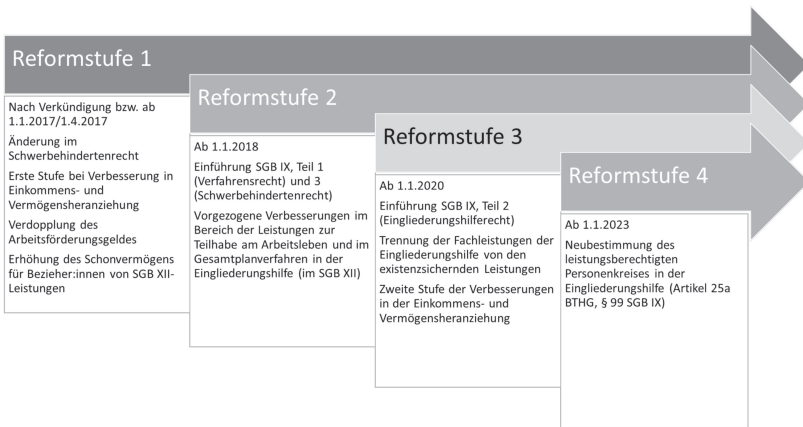 Reformstufe 1
Nach Verkündigung bzw. ab
1.1.2017/1.4.2017
Änderung im
Schwerbehindertenrecht
Erste Stufe bei Verbesserung in
Einkommens- und
Vermögensheranziehung
Verdopplung des
Arbeitsförderungsgeldes
Erhöhung des Schonvermögens
für Bezieher:innen von SGB XII-
Leistungen
Reformstufe 2
Ab 1.1.2018
Einführung SGB IX, Teil 1
(Verfahrensrecht) und 3
(Schwerbehindertenrecht)
Vorgezogene Verbesserungen im
Bereich der Leistungen zur
Teilhabe am Arbeitsleben und im
Gesamtplanverfahren in der
Eingliederungshilfe (im SGB XII)
Reformstufe 3
Ab 1.1.2020
Einführung SGB IX, Teil 2
(Eingliederungshilferecht)
Trennung der Fachleistungen der
Eingliederungshilfe von den
existenzsichernden Leistungen
Zweite Stufe der Verbesserungen
in der Einkommens- und
Vermögensheranziehung
Reformstufe 4
Ab 1.1.2023
Neubestimmung des
leistungsberechtigten
Personenkreises in der
Eingliederungshilfe (Artikel 25a
BTHG, § 99 SGB IX)